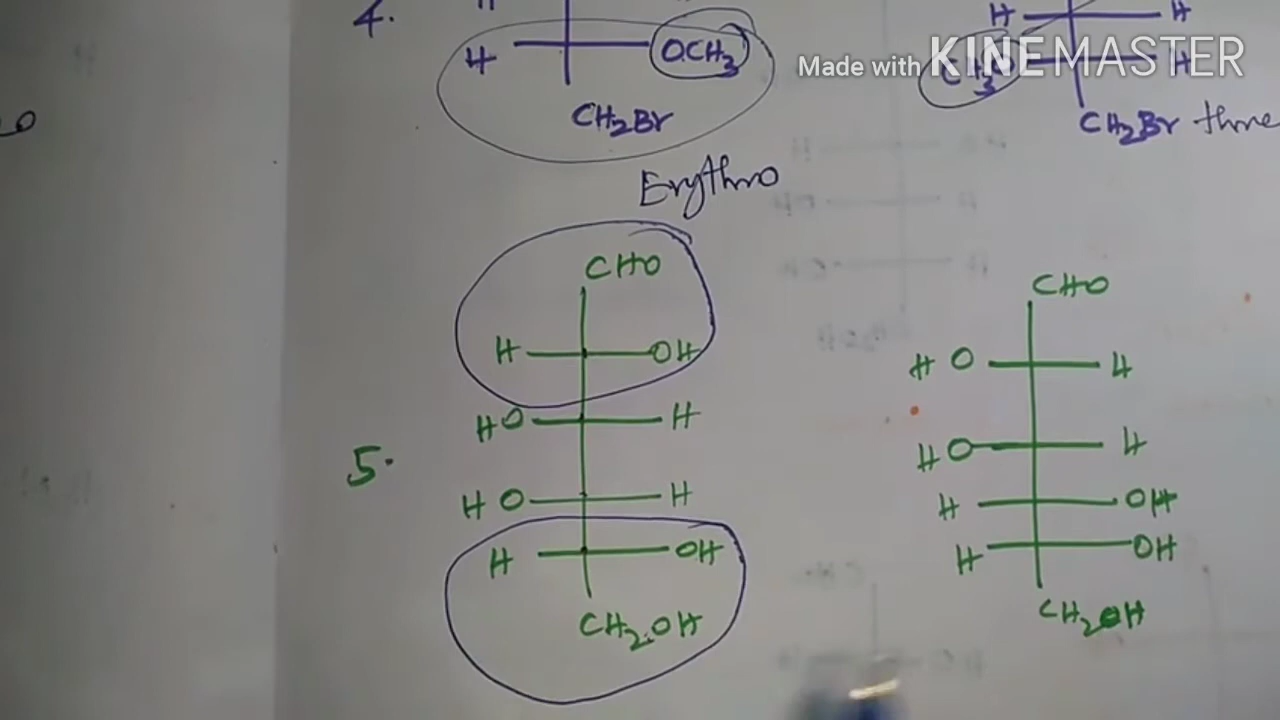 4.
H OCH3
CH2Br
Erythro
H H
H
CH2Br
Made with KINEMASTER
5.
CHO
H OH
HO H
HO H
H OH
CH2OH
CHO
HO H
HO H
H OH
H OH
CH2OH